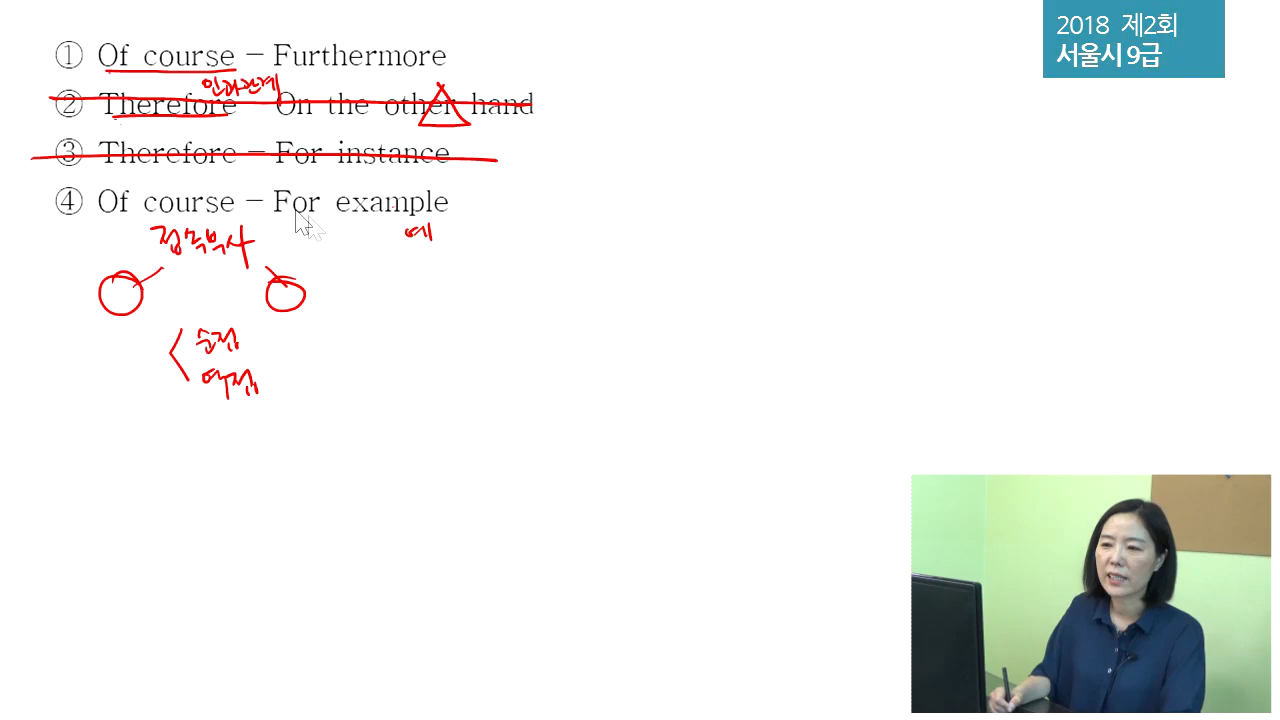 2018 제2회
서울시 9급
① Of course – Furthermore
인과관계
② Therefore – On the other hand
③ Therefore – For instance
④ Of course – For example
접속부사
예
순접
역접